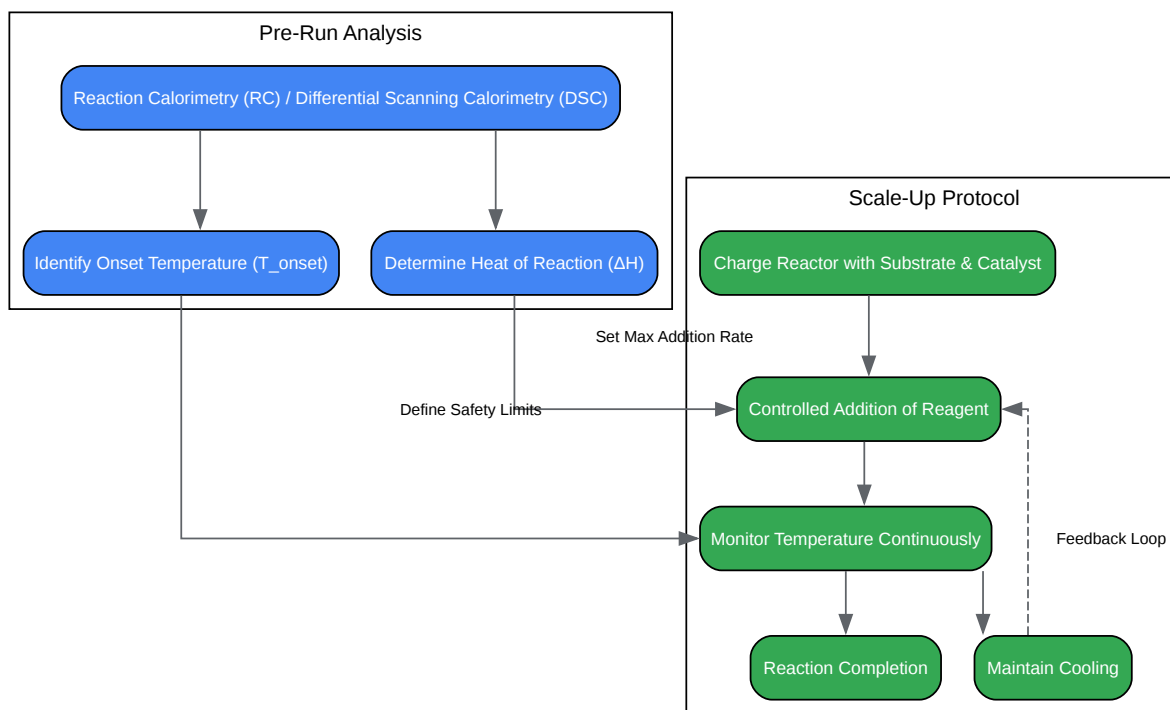 Pre-Run Analysis
Reaction Calorimetry (RC) / Differential Scanning Calorimetry (DSC)
Identify Onset Temperature (T_onset)
Determine Heat of Reaction (ΔH)
Scale-Up Protocol
Charge Reactor with Substrate & Catalyst
Set Max Addition Rate
Define Safety Limits
Controlled Addition of Reagent
Monitor Temperature Continuously
Feedback Loop
Reaction Completion
Maintain Cooling